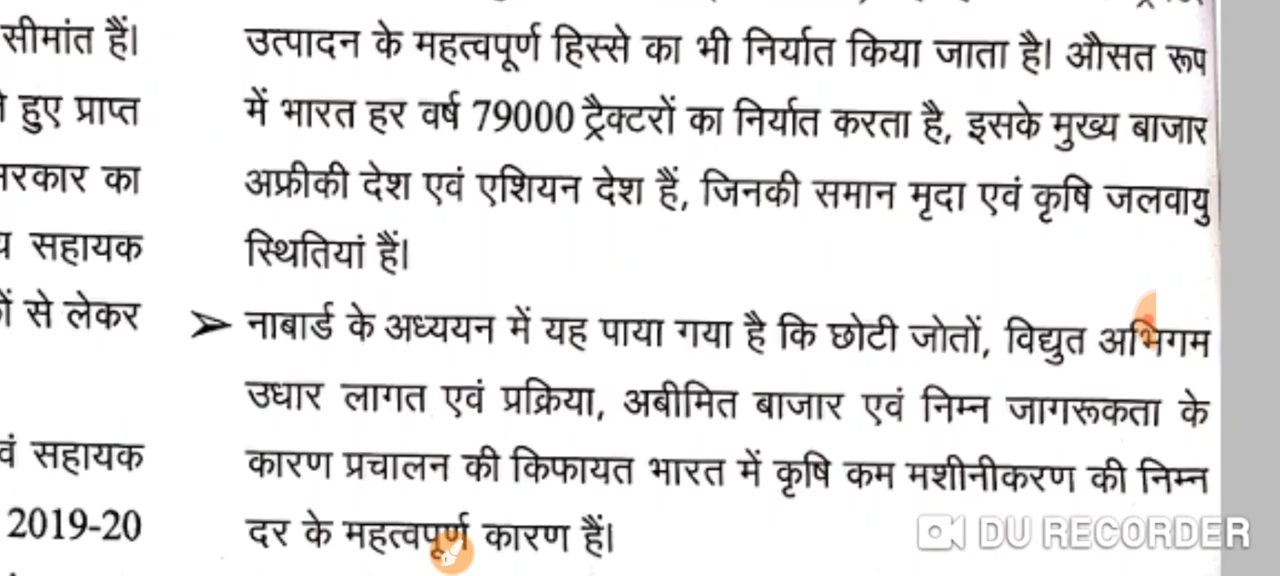 सीमांत हैं।
हुए प्राप्त
का
सहायक
से लेकर
सहायक
2019-20
उत्पादन के महत्वपूर्ण हिस्से का भी निर्यात किया जाता है। औसत रूप
में भारत हर वर्ष 79000 ट्रैक्टरों का निर्यात करता है, इसके मुख्य बाजार
अफ्रीकी देश एवं एशियन देश हैं, जिनकी समान मृदा एवं कृषि जलवायु
स्थितियां हैं।
➢ नाबार्ड के अध्ययन में यह पाया गया है कि छोटी जोतों, विद्युत अभिगम
उधार लागत एवं प्रक्रिया, अबीमित बाजार एवं निम्न जागरूकता के
कारण प्रचालन की किफायत भारत में कृषि कम मशीनीकरण की निम्न
दर के महत्वपूर्ण कारण हैं।
DU RECORDER